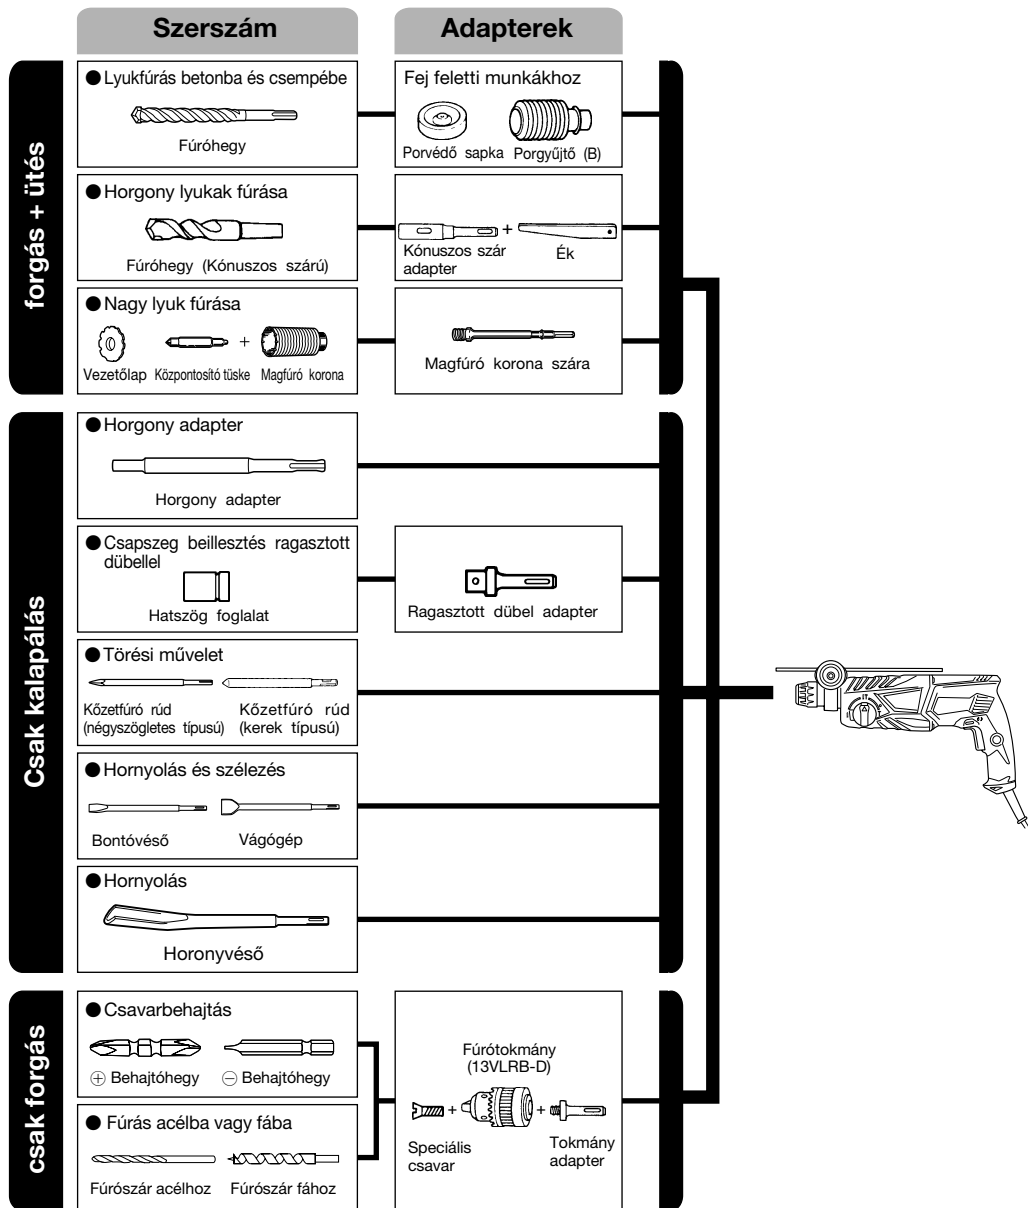 Szerszám
Adapterek
forgás + ütés
● Lyukfúrás betonba és csempébe
Fúróhegy
Fej feletti munkákhoz
Porvédő sapka
Porgyűjtő (B)
● Horgony lyukak fúrása
Fúróhegy (Kónuszos szárú)
+
Kónuszos szár
adapter
Ék
● Nagy lyuk fúrása
+
Vezetőlap
Központosító tüske
Magfúró korona
Magfúró korona szára
Csak kalapálás
● Horgony adapter
Horgony adapter
● Csapszeg beillesztés ragasztott
dübellel
Hatszög foglalat
Ragasztott dübel adapter
● Törési művelet
Kőzetfúró rúd
(négyszögletes típusú)
Kőzetfúró rúd
(kerek típusú)
● Hornyolás és szélezés
Bontóvéső
Vágógép
● Hornyolás
Horonyvéső
csak forgás
● Csavarbehajtás
⊕ Behajtóhegy
⊖ Behajtóhegy
● Fúrás acélba vagy fába
Fúrószár acélhoz
Fúrószár fához
Fúrótokmány
(13VLRB-D)
+
+
Speciális
csavar
Tokmány
adapter